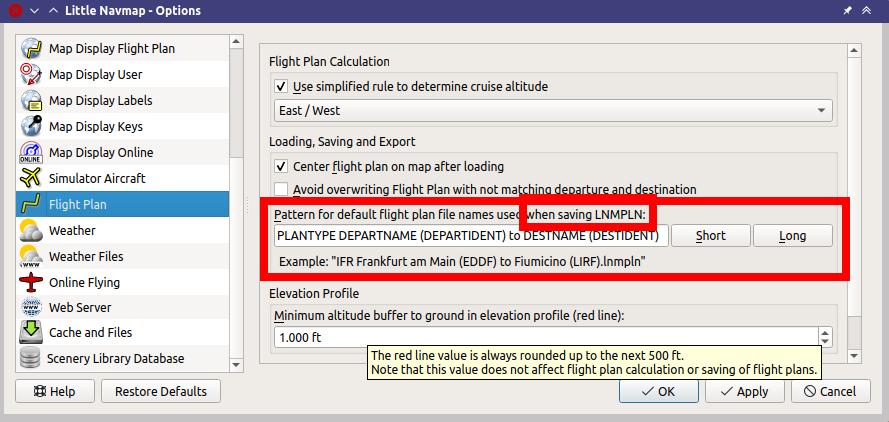 Little Navmap - Options
Map Display Flight Plan
Map Display User
Map Display Labels
Map Display Keys
Map Display Online
Simulator Aircraft
Flight Plan
Weather
Weather Files
Online Flying
Web Server
Cache and Files
Scenery Library Database
Flight Plan Calculation
Use simplified rule to determine cruise altitude
East / West
Loading, Saving and Export
Center flight plan on map after loading
Avoid overwriting Flight Plan with not matching departure and destination
Pattern for default flight plan file names used when saving LNMPLN:
PLANTYPE DEPARTNAME (DEPARTIDENT) to DESTNAME (DESTIDENT)
Short
Long
Example: "IFR Frankfurt am Main (EDDF) to Fiumicino (LIRF).lnmpln"
Elevation Profile
Minimum altitude buffer to ground in elevation profile (red line):
1.000 ft
The red line value is always rounded up to the next 500 ft.
Note that this value does not affect flight plan calculation or saving of flight plans.
Help
Restore Defaults
OK
Apply
Cancel